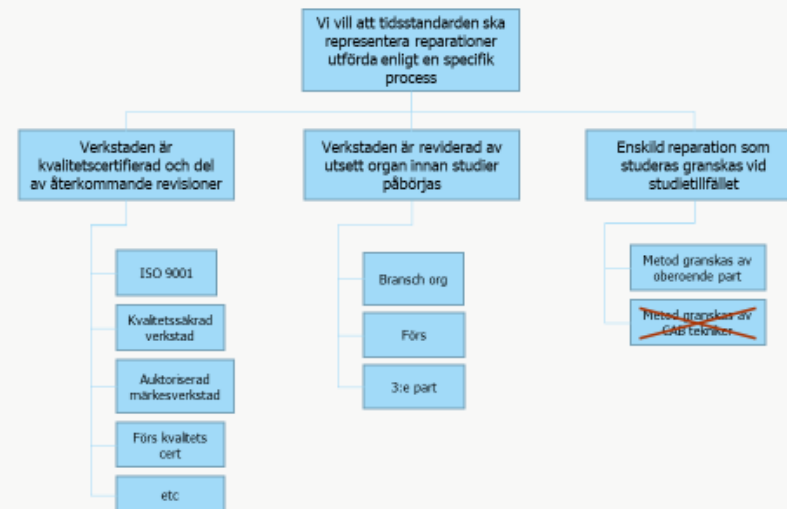 Vi vill att tidsstandarden ska
representera reparationer
utförda enligt en specifik
process
Verkstaden är
kvalitetscertifierad och del
av återkommande revisioner
Verkstaden är reviderad av
utsett organ innan studier
påbörjas
Enskild reparation som
studeras granskas vid
studietillfället
ISO 9001
Kvalitetssäkrad
verkstad
Auktoriserad
märkesverkstad
Förs kvalitets
cert
etc
Bransch org
Förs
3:e part
Metod granskas av
oberoende part
Metod granskas av
CAB tekniker